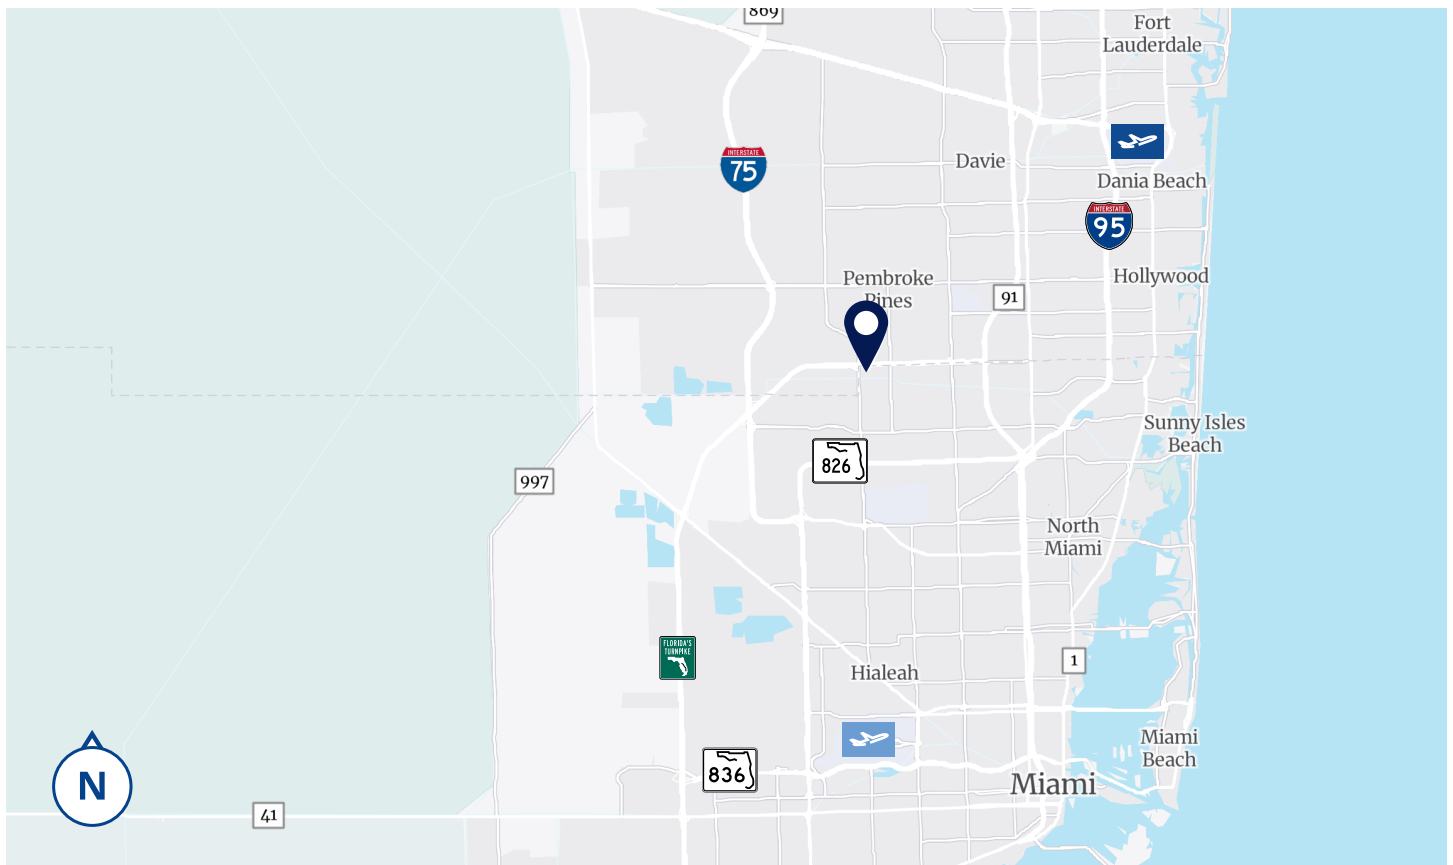 869
Fort
Lauderdale
INTERSTATE
75
Davie
Dania Beach
INTERSTATE
95
Pembroke
Pines
Hollywood
91
Sunny Isles
Beach
826
997
North
Miami
FLORIDA'S
TURNPIKE
1
Hialeah
Miami
Beach
836
Miami
N
41